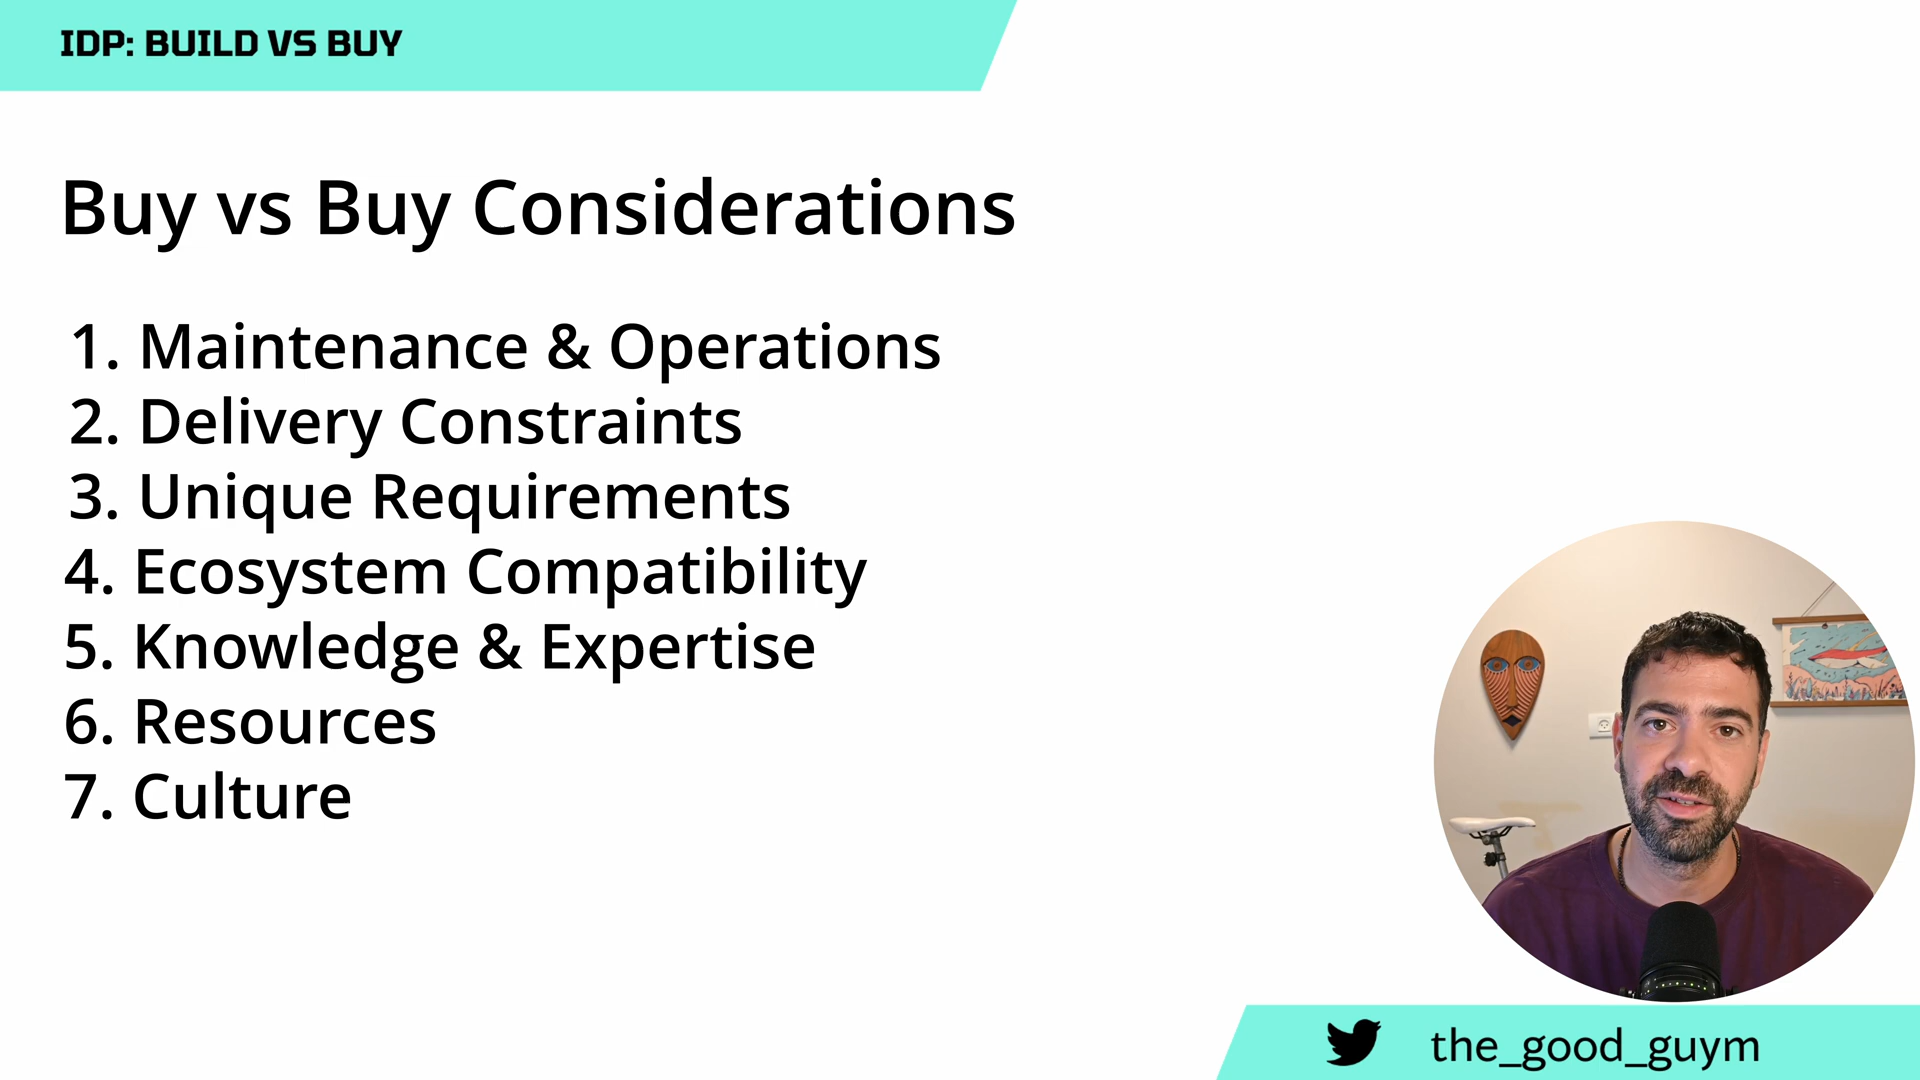 IDP: BUILD VS BUY
Buy vs Buy Considerations
1. Maintenance & Operations
2. Delivery Constraints
3. Unique Requirements
4. Ecosystem Compatibility
5. Knowledge & Expertise
6. Resources
7. Culture
the_good_guym